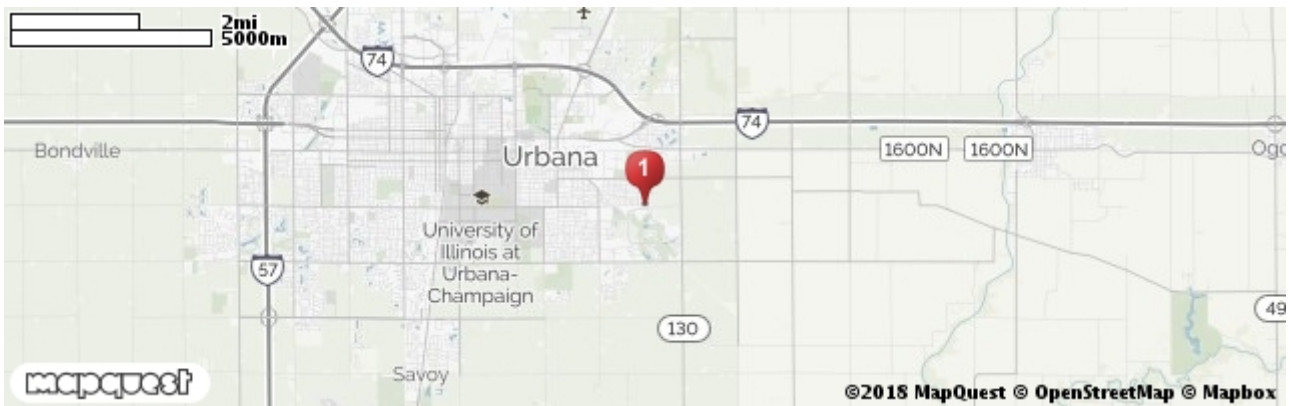 2mi
5000m
74
74
Bondville
Urbana
1600N
1600N
1
University of
Illinois at
Urbana-
Champaign
57
130
49
Savoy
mapquest
©2018 MapQuest © OpenStreetMap © Mapbox